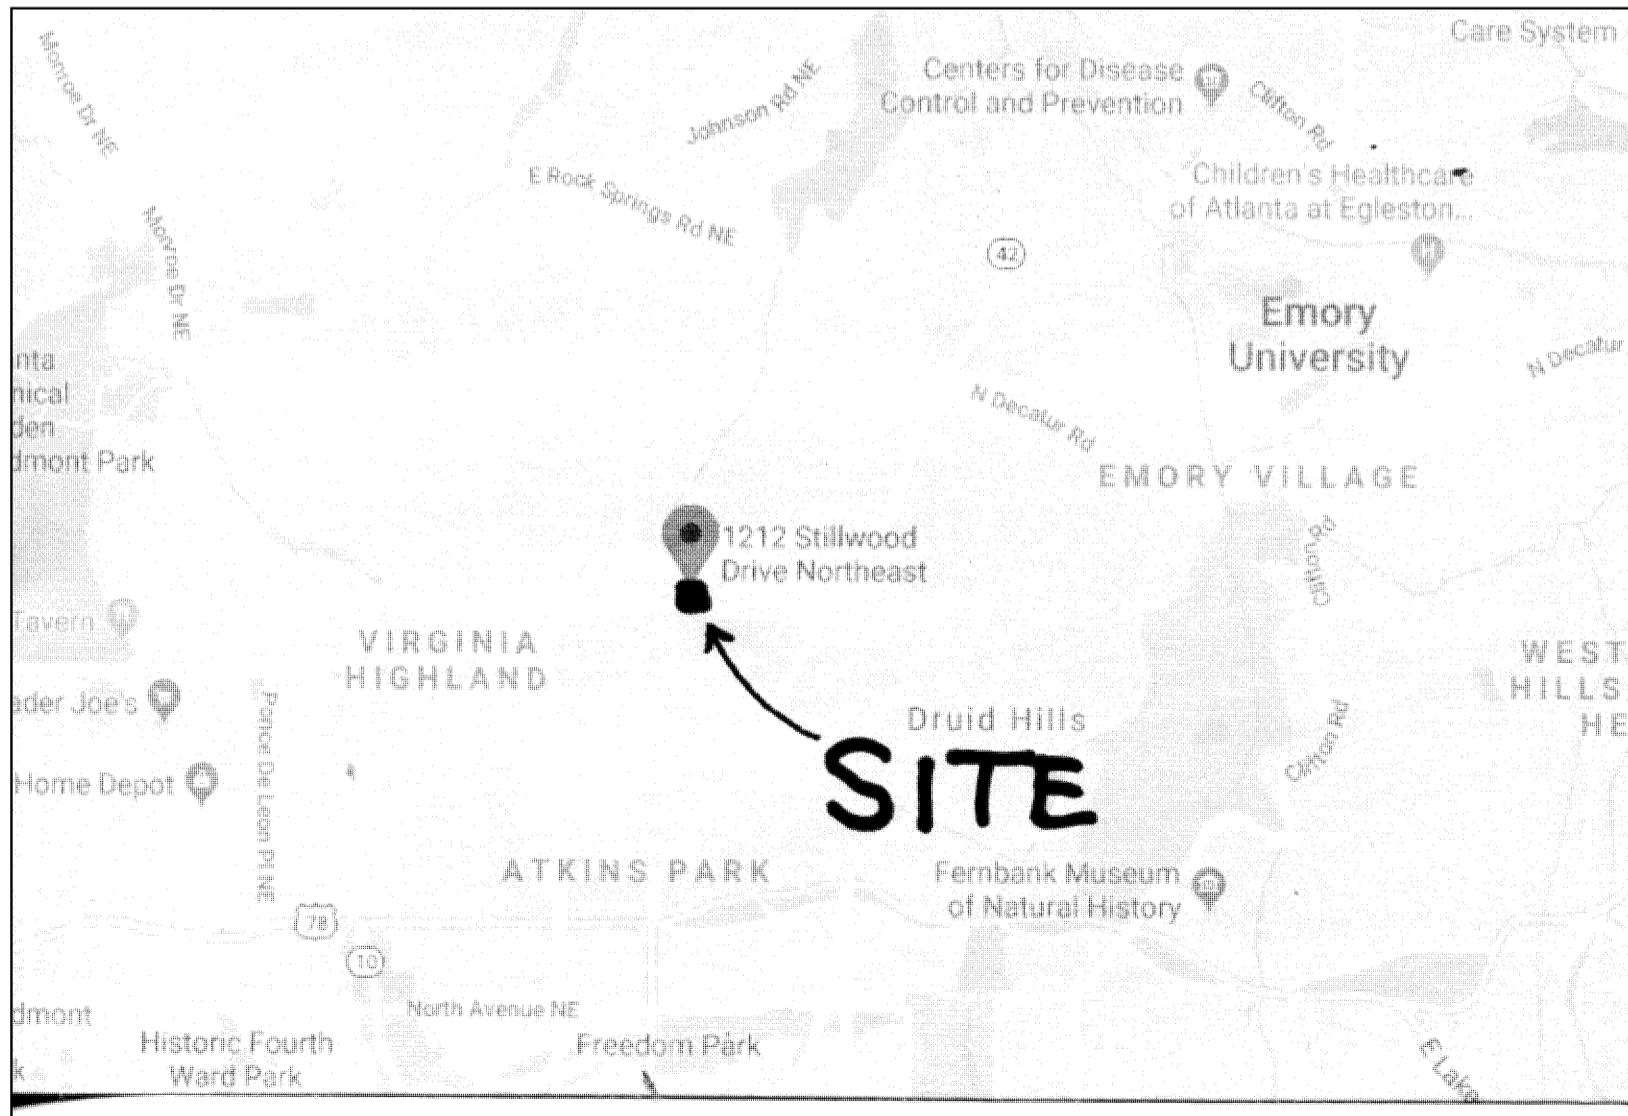 Care System
Monroe Dr NE
Johnson Rd NE
Centers for Disease
Control and Prevention
Clifton Rd
E Rock Springs Rd NE
Children's Healthcare
of Atlanta at Egleston...
Monroe Dr NE
42
Emory
University
N Decatur
nta
nical
den
dmont Park
N Decatur Rd
EMORY VILLAGE
1212 Stillwood
Drive Northeast
Clifton Rd
Tavern
VIRGINIA
HIGHLAND
WEST
HILLS
HE
ader Joe's
Ponce De Leon Pl NE
Druid Hills
Clifton Rd
SITE
Home Depot
ATKINS PARK
Fernbank Museum
of Natural History
78
10
North Avenue NE
dmont
k
Historic Fourth
Ward Park
Freedom Park
E Lake